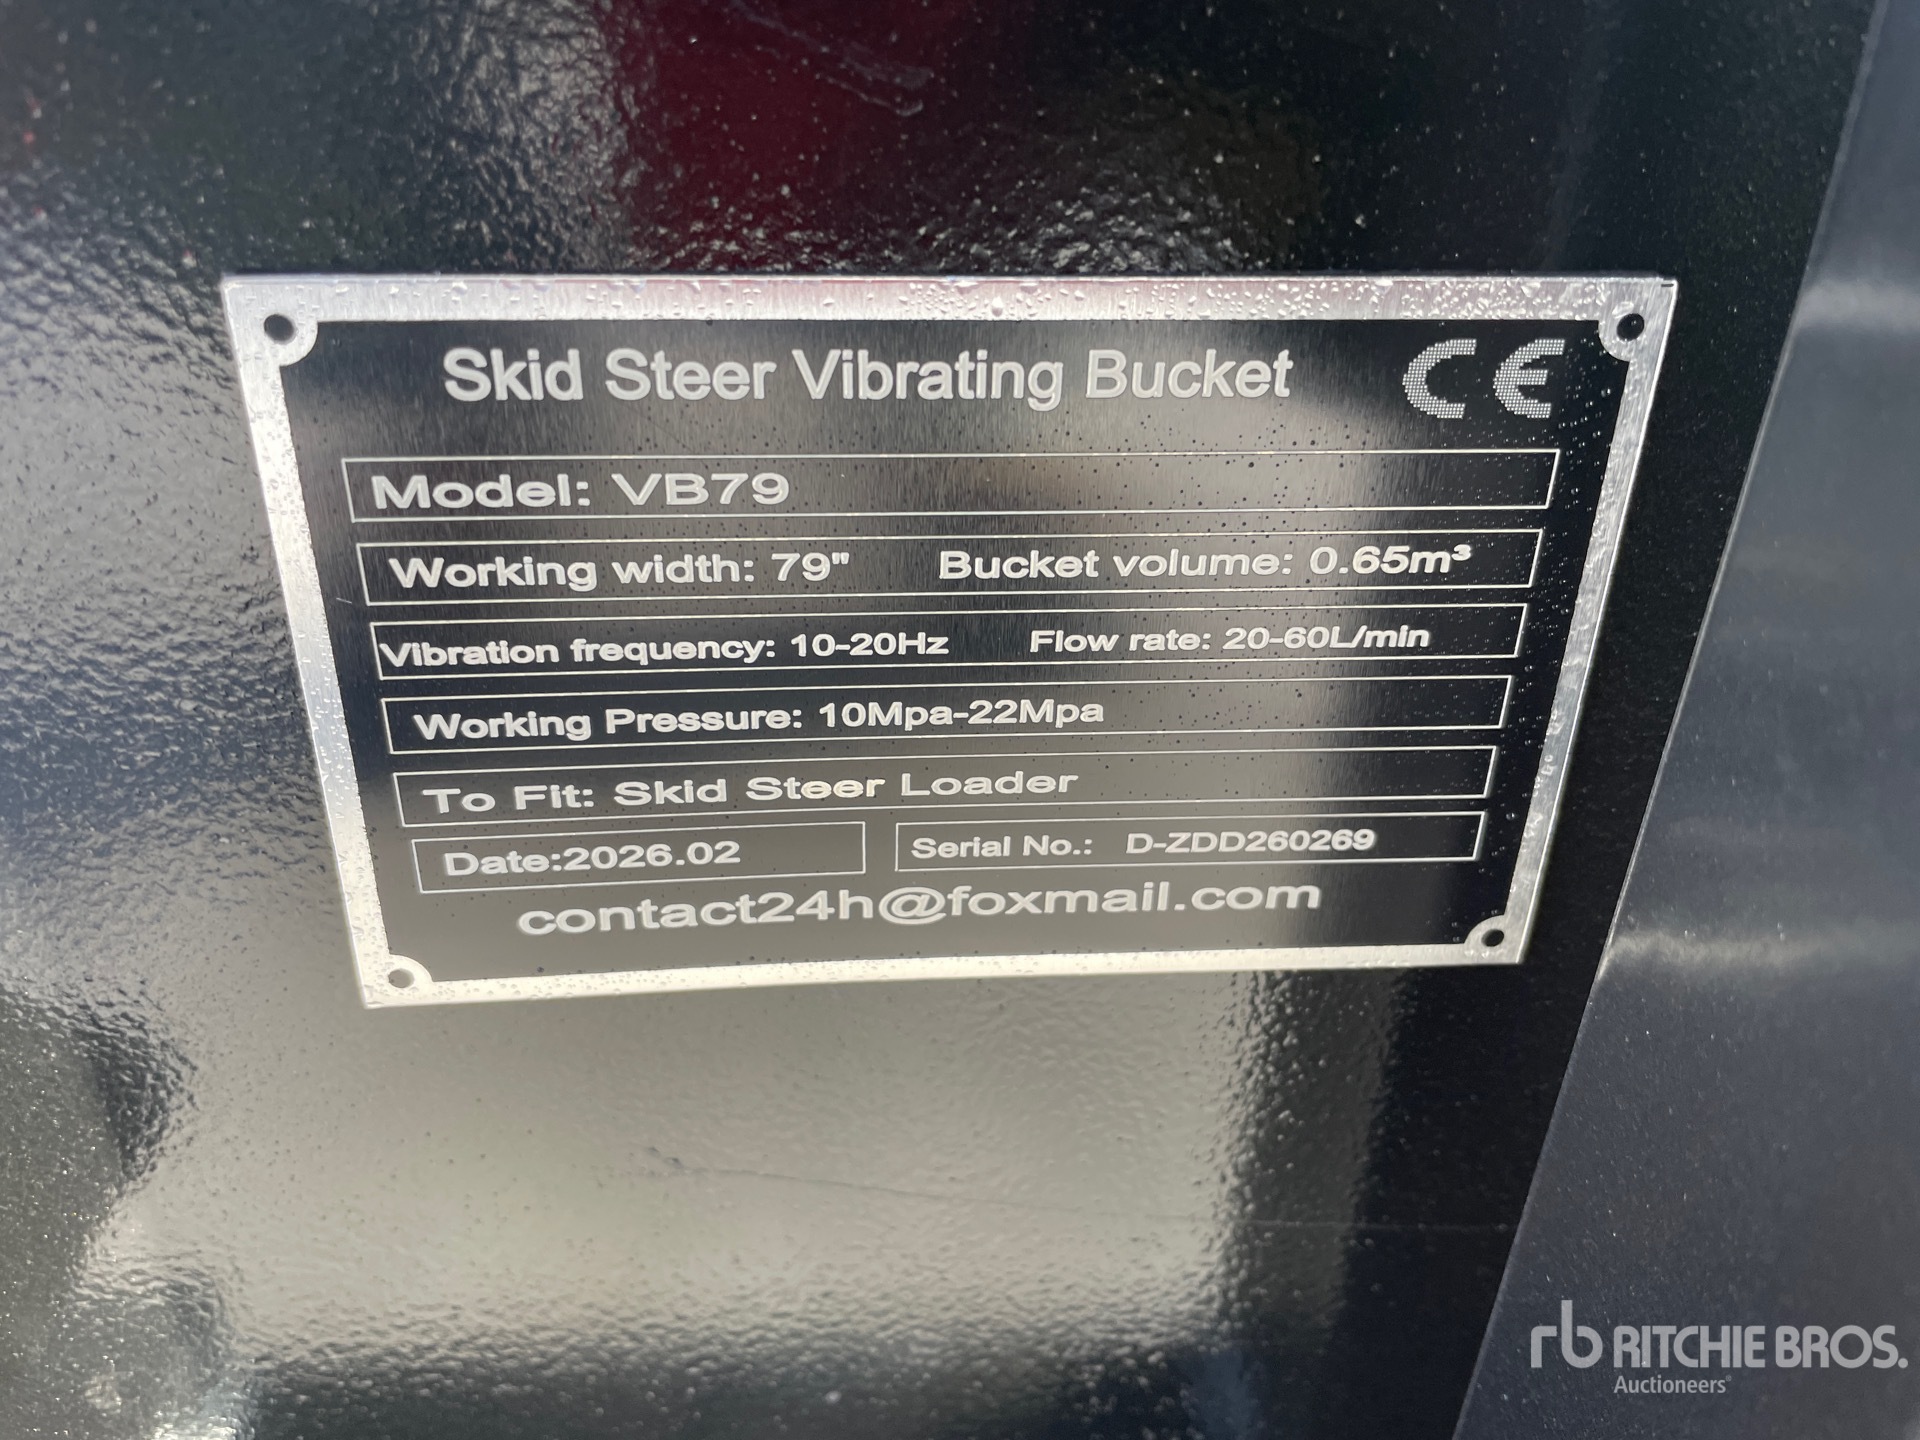 Skid Steer Vibrating Bucket CE
Model: VB79
Working width: 79" Bucket volume: 0.65m³
Vibration frequency: 10-20Hz Flow rate: 20-60L/min
Working Pressure: 10Mpa-22Mpa
To Fit: Skid Steer Loader
Date:2026.02 Serial No.: D-ZDD260269
contact24h@foxmail.com
rb RITCHIE BROS.
Auctioneers